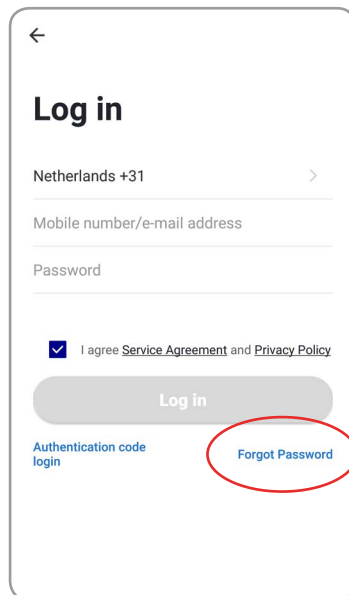 Log in
Netherlands +31
Mobile number/e-mail address
Password
I agree Service Agreement and Privacy Policy
Log in
Authentication code
login
Forgot Password